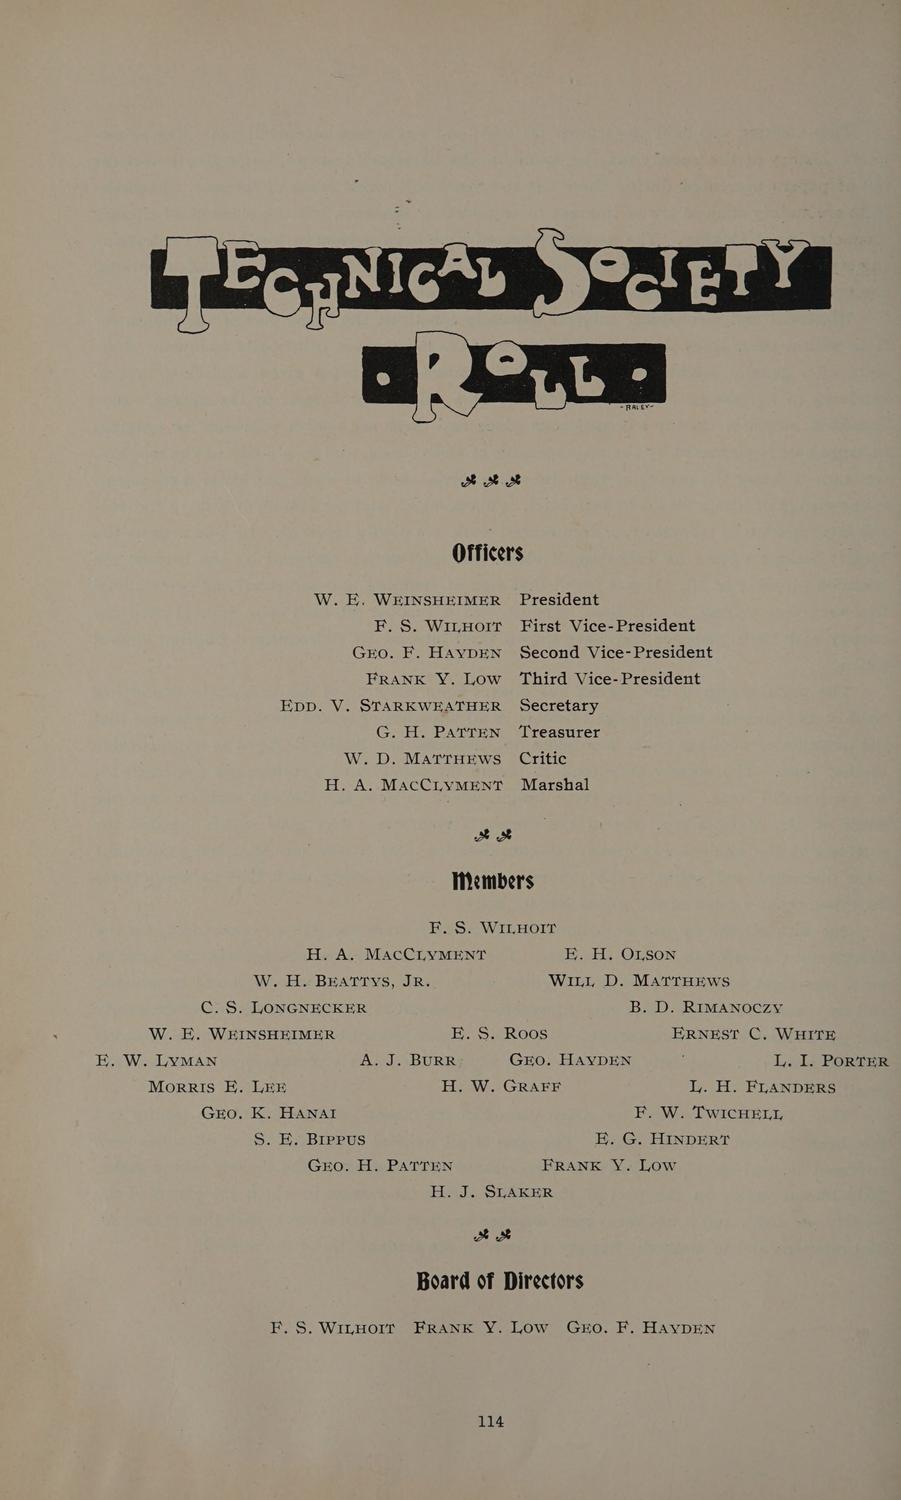 TECHNICAL SOCIETY
· ROLL ·
-RALEY-
Officers
W. E. WEINSHEIMER President
F. S. WILHOIT First Vice-President
GEO. F. HAYDEN Second Vice-President
FRANK Y. LOW Third Vice-President
EDD. V. STARKWEATHER Secretary
G. H. PATTEN Treasurer
W. D. MATTHEWS Critic
H. A. MACCLYMENT Marshal
Members
F. S. WILHOIT
H. A. MACCLYMENT E. H. OLSON
W. H. BEATTYS, JR. WILL D. MATTHEWS
C. S. LONGNECKER B. D. RIMANOCZY
W. E. WEINSHEIMER E. S. ROOS ERNEST C. WHITE
E. W. LYMAN A. J. BURR GEO. HAYDEN L. I. PORTER
MORRIS E. LEE H. W. GRAFF L. H. FLANDERS
GEO. K. HANAI F. W. TWICHELL
S. E. BIPPUS E. G. HINDERT
GEO. H. PATTEN FRANK Y. LOW
H. J. SLAKER
Board of Directors
F. S. WILHOIT FRANK Y. LOW GEO. F. HAYDEN
114